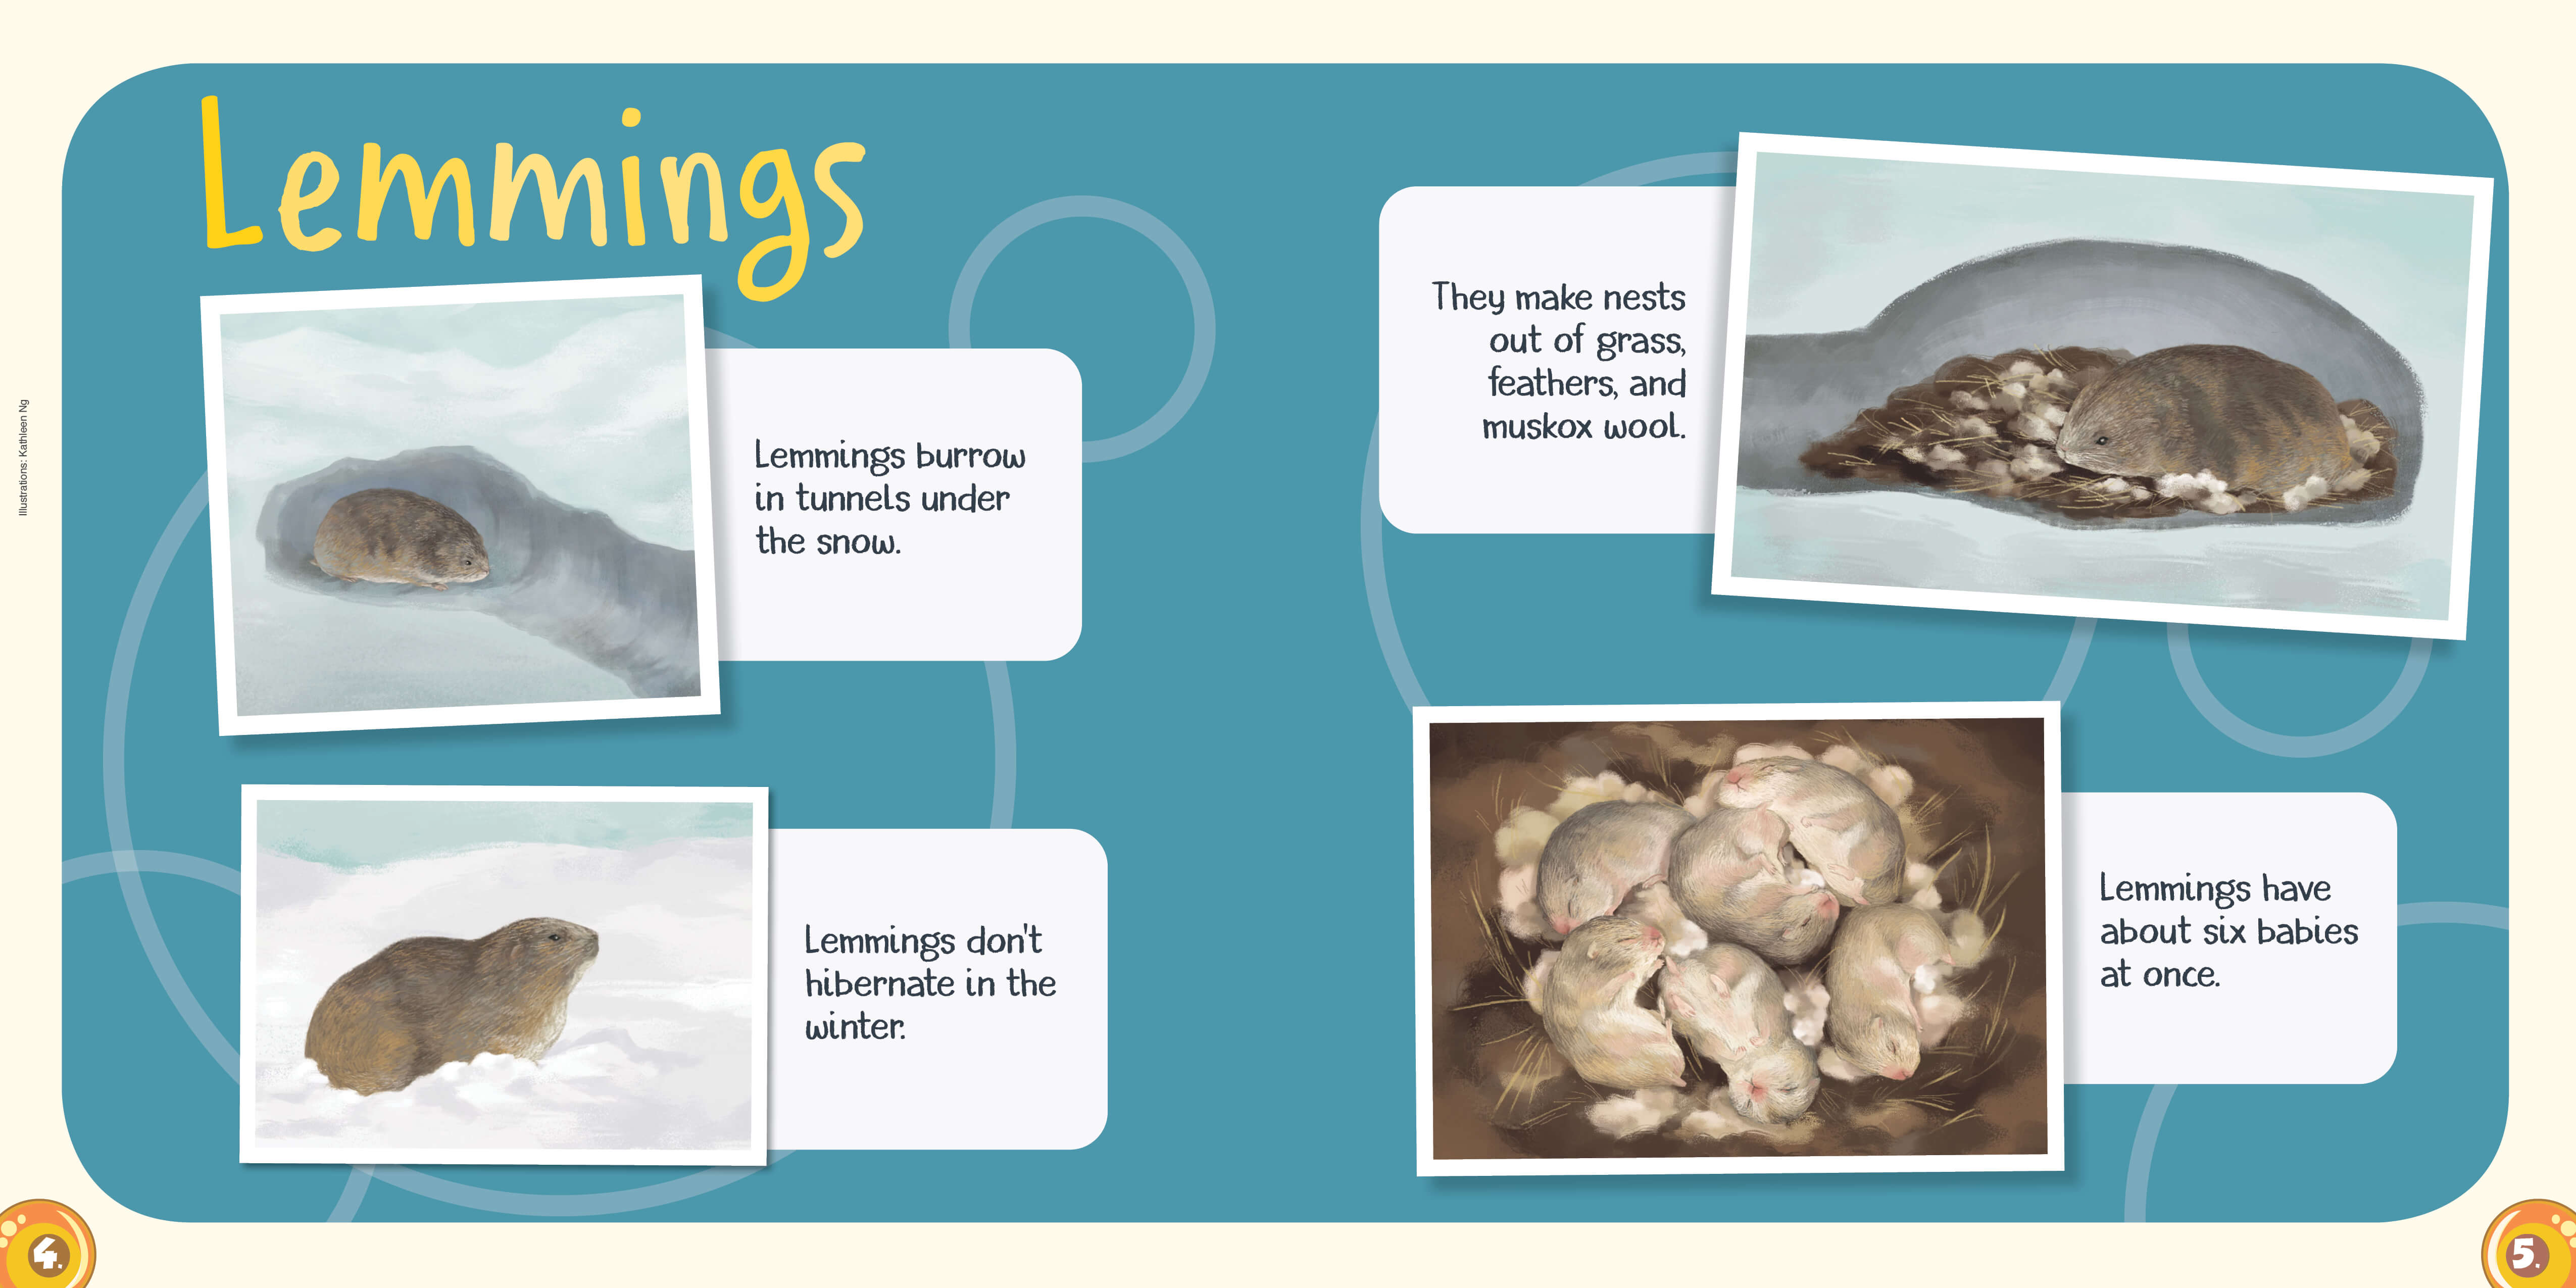 Lemmings
Illustrations: Kathleen Ng
Lemmings burrow
in tunnels under
the snow.
Lemmings don't
hibernate in the
winter.
They make nests
out of grass,
feathers, and
muskox wool.
Lemmings have
about six babies
at once.
4.
5.